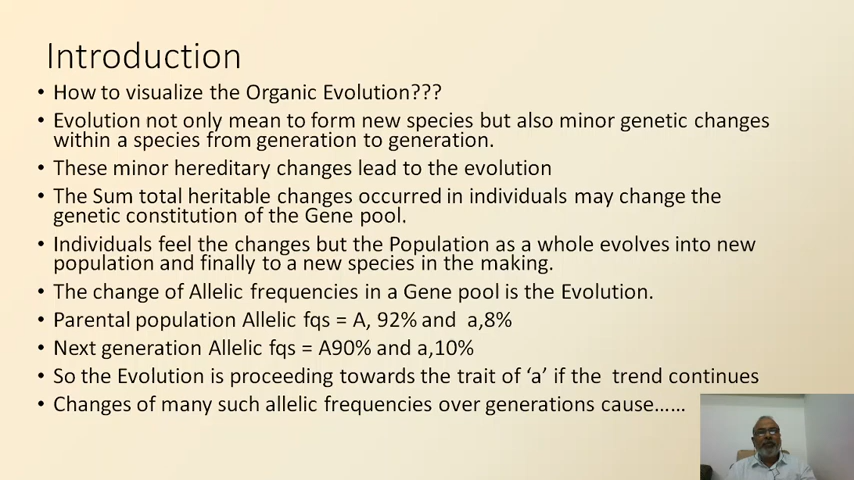 Introduction
• How to visualize the Organic Evolution???
• Evolution not only mean to form new species but also minor genetic changes
within a species from generation to generation.
• These minor hereditary changes lead to the evolution
• The Sum total heritable changes occurred in individuals may change the
genetic constitution of the Gene pool.
• Individuals feel the changes but the Population as a whole evolves into new
population and finally to a new species in the making.
• The change of Allelic frequencies in a Gene pool is the Evolution.
• Parental population Allelic fqs = A, 92% and  a,8%
• Next generation Allelic fqs = A90% and a,10%
• So the Evolution is proceeding towards the trait of ‘a’ if the  trend continues
• Changes of many such allelic frequencies over generations cause……